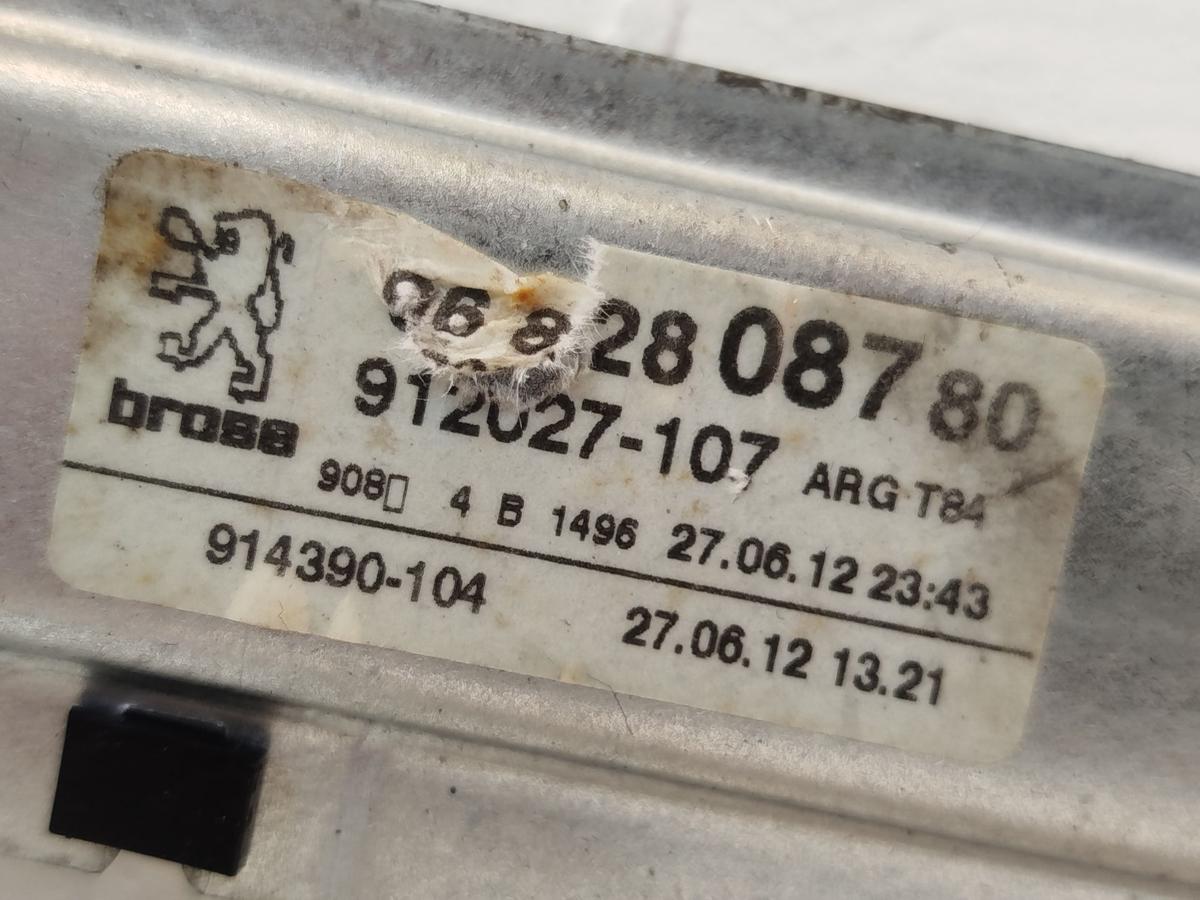 96 828 087 80
brose
912027-107 ARG T84
908▯ 4 B 1496 27.06.12 23:43
914390-104 27.06.12 13.21